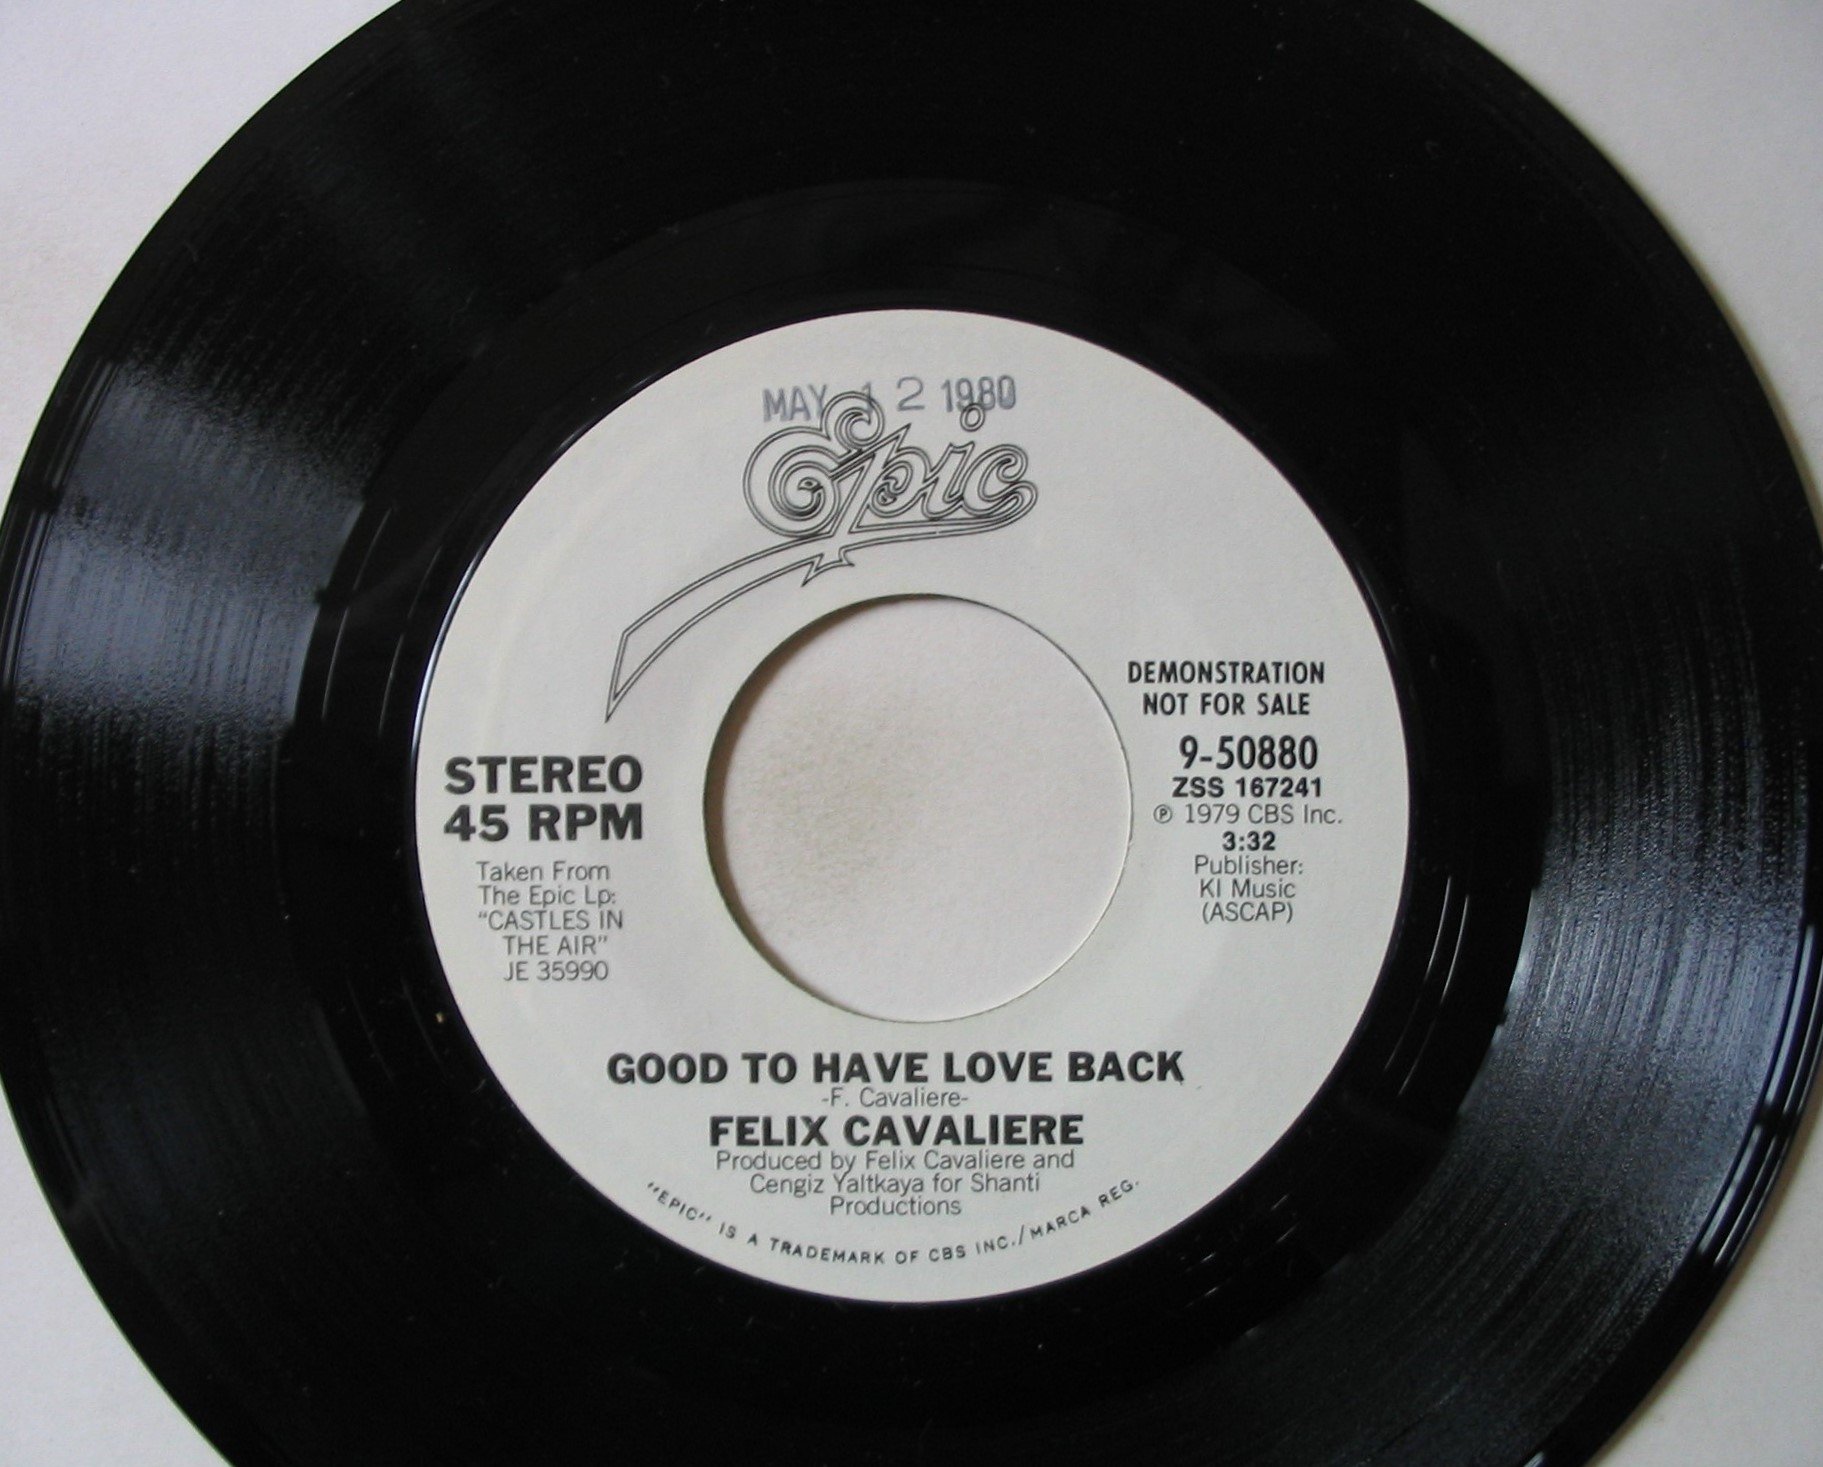 MAY 12 1980
Epic
DEMONSTRATION
NOT FOR SALE
9-50880
ZSS 167241
℗ 1979 CBS Inc.
3:32
Publisher:
KI Music
(ASCAP)
STEREO
45 RPM
Taken From
The Epic Lp:
"CASTLES IN
THE AIR"
JE 35990
GOOD TO HAVE LOVE BACK
-F. Cavaliere-
FELIX CAVALIERE
Produced by Felix Cavaliere and
Cengiz Yaltkaya for Shanti
Productions
"EPIC" IS A TRADEMARK OF CBS INC./MARCA REG.